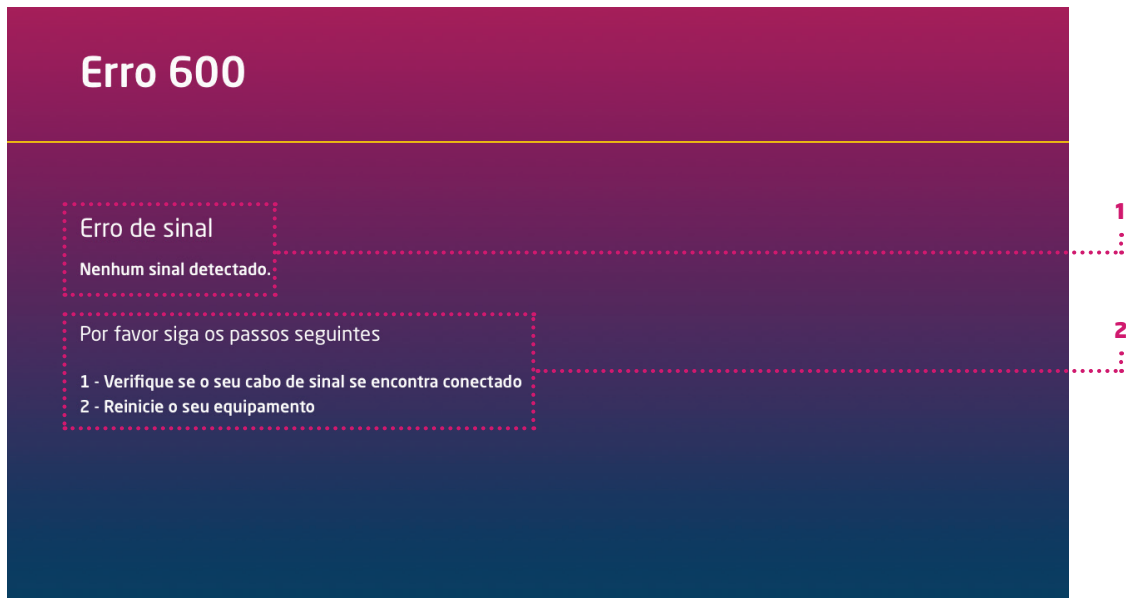 Erro 600
Erro de sinal
1
Nenhum sinal detectado.
Por favor siga os passos seguintes
2
1 - Verifique se o seu cabo de sinal se encontra conectado
2 - Reinicie o seu equipamento